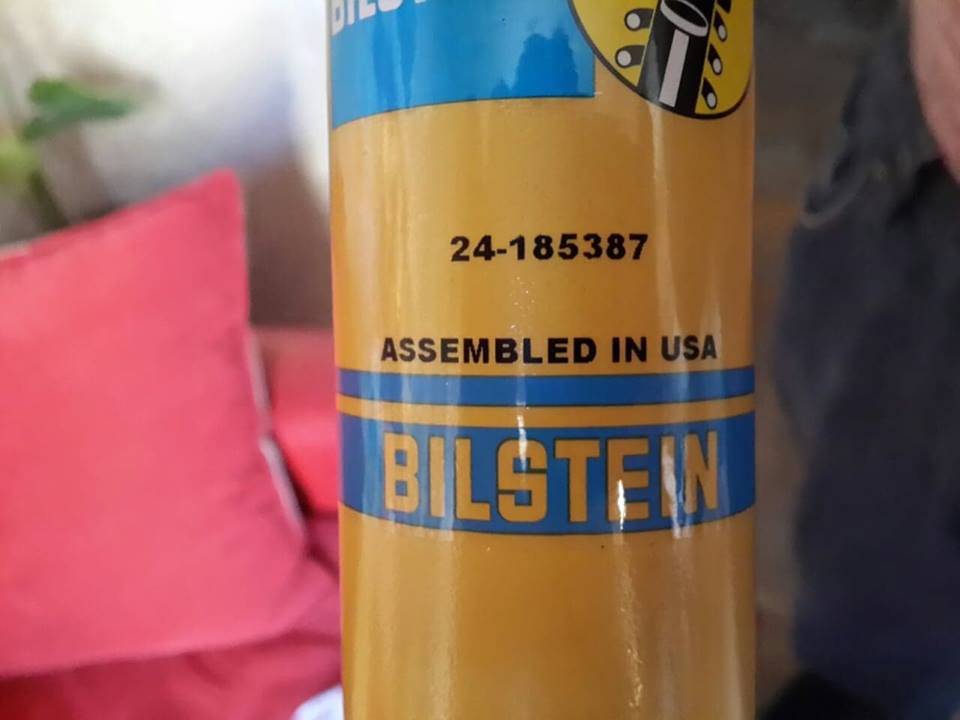 24-185387
ASSEMBLED IN USA
BILSTEIN